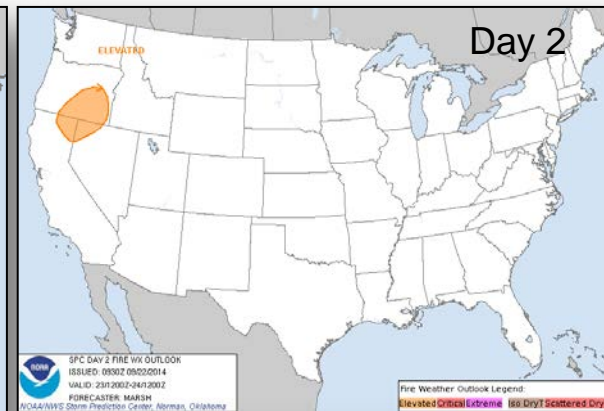 Day 2
ELEVATED
SPC DAY 2 FIRE WX OUTLOOK
ISSUED: 0930Z 09/22/2014
VALID: 23/1200Z-24/1200Z
FORECASTER: MARSH
NOAA/NWS Storm Prediction Center, Norman, Oklahoma
Fire Weather Outlook Legend:
Elevated Critical Extreme Iso DryT Scattered Dry